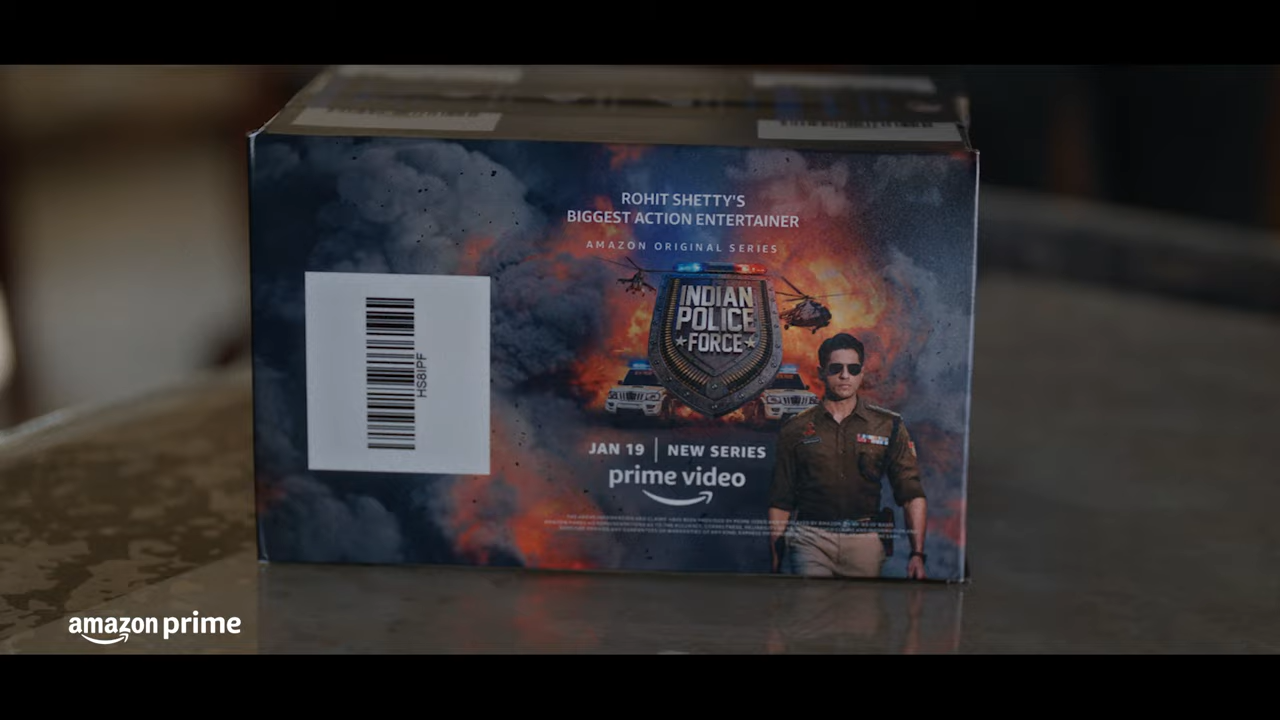 ROHIT SHETTY'S
BIGGEST ACTION ENTERTAINER
AMAZON ORIGINAL SERIES
INDIAN
POLICE
FORCE
HS8IPF
JAN 19 | NEW SERIES
prime video
amazon prime